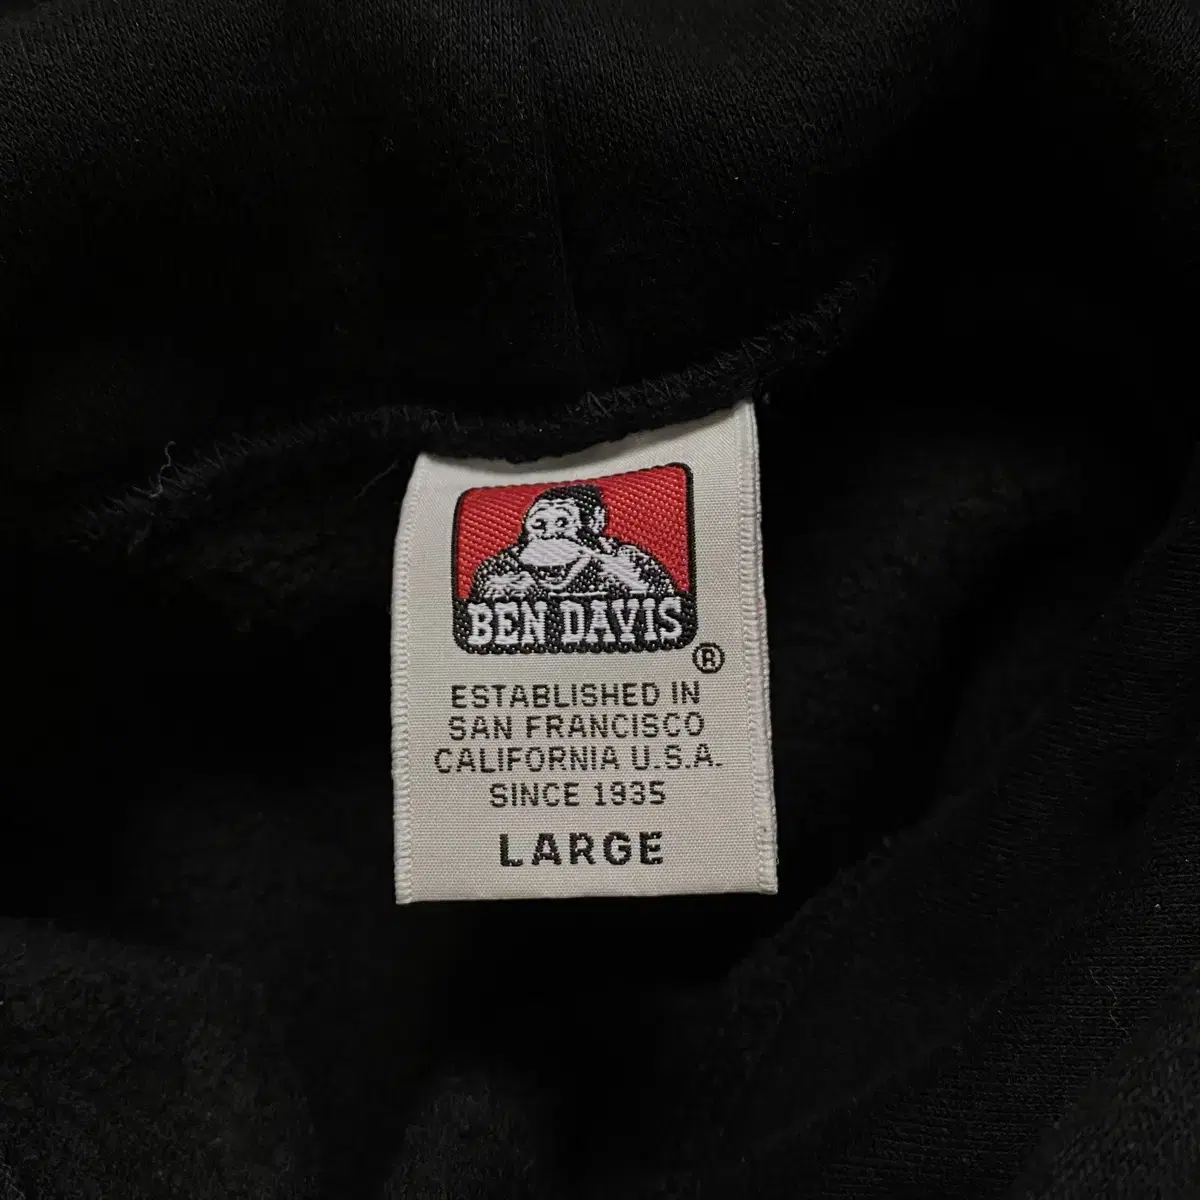 BEN DAVIS
®
ESTABLISHED IN
SAN FRANCISCO
CALIFORNIA U.S.A.
SINCE 1935
LARGE